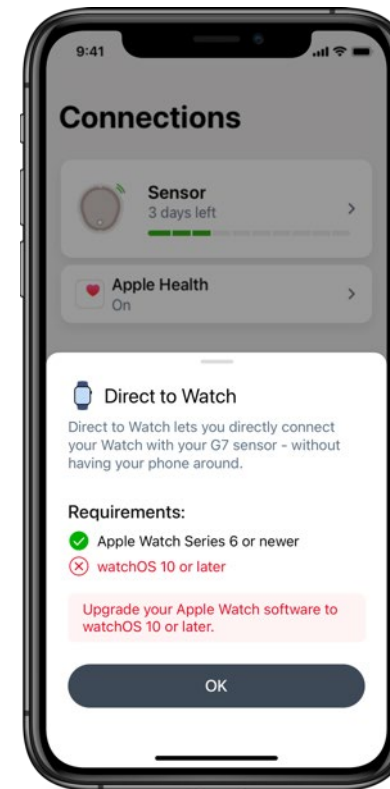 9:41
Connections
Sensor
3 days left
Apple Health
On
Direct to Watch
Direct to Watch lets you directly connect
your Watch with your G7 sensor - without
having your phone around.
Requirements:
Apple Watch Series 6 or newer
watchOS 10 or later
Upgrade your Apple Watch software to
watchOS 10 or later.
OK